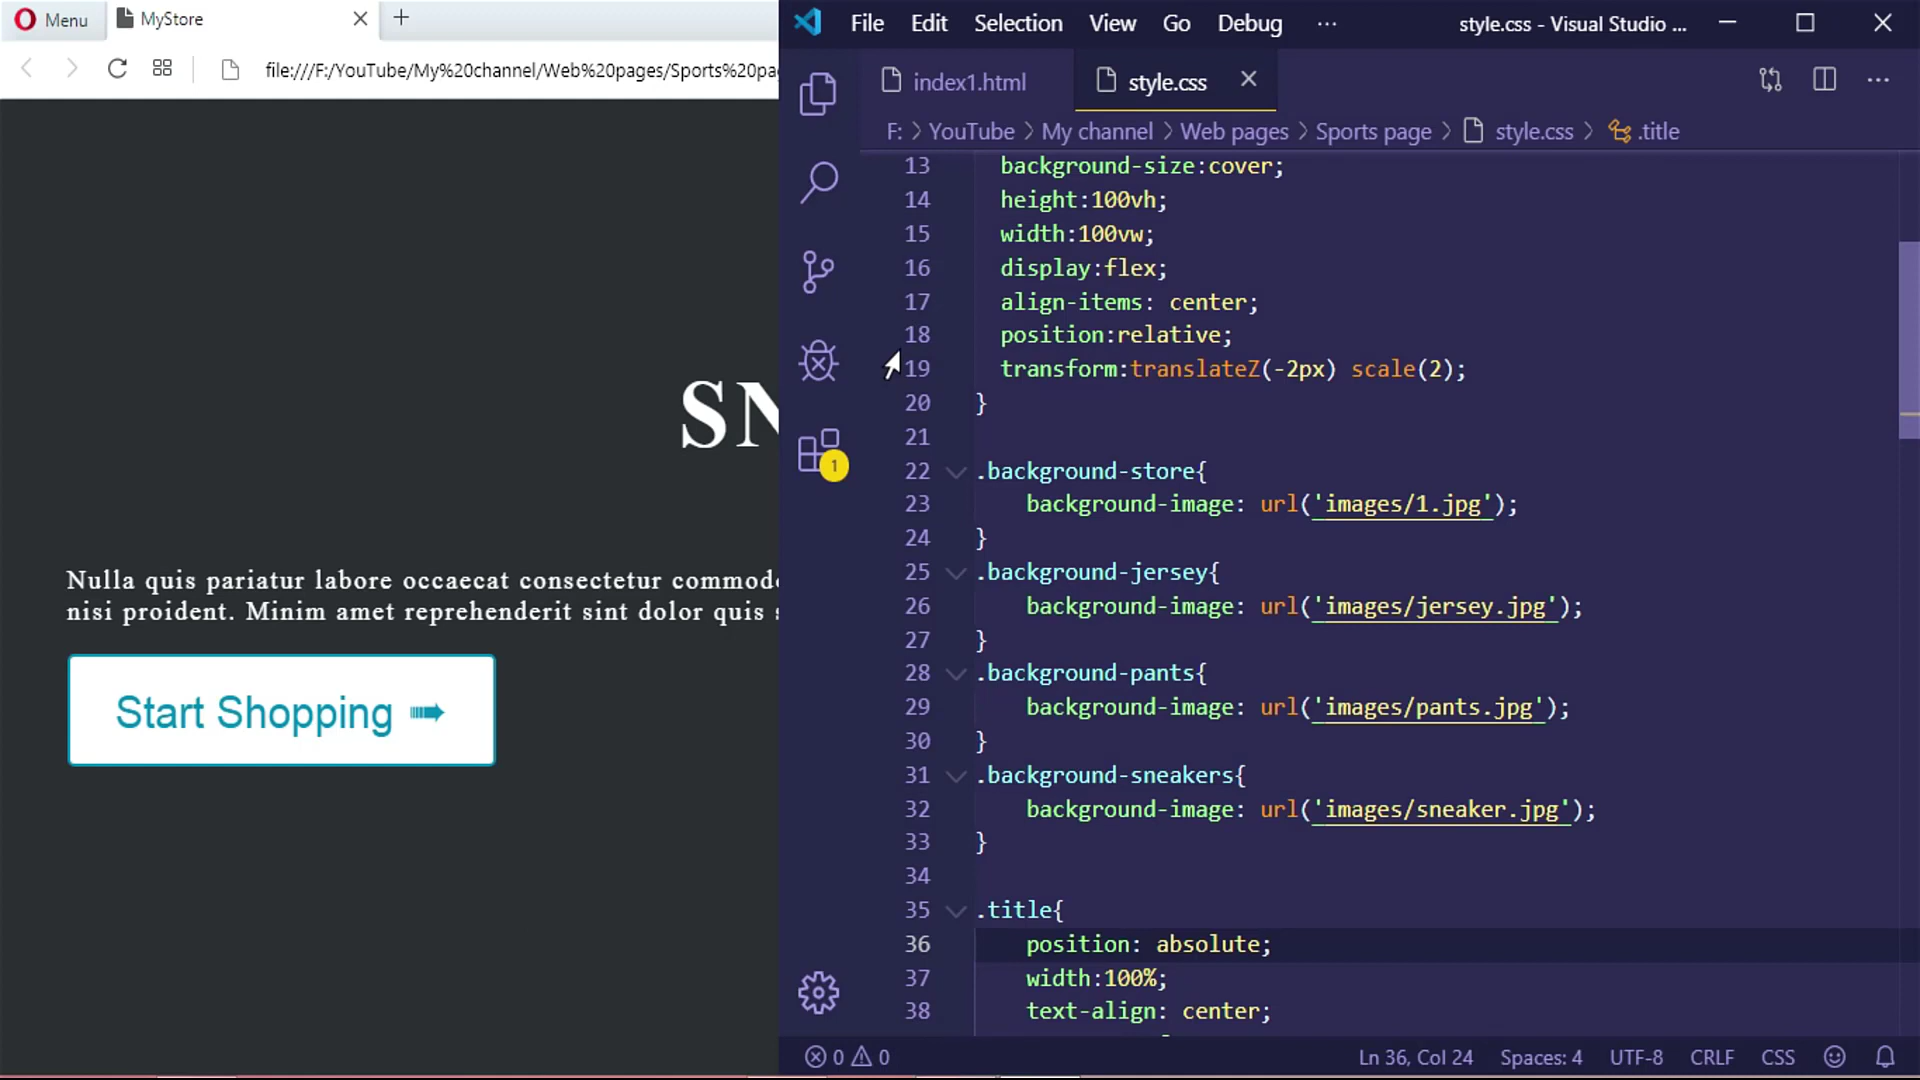 Menu
MyStore
file:///F:/YouTube/My%20channel/Web%20pages/Sports%20pag
SN
Nulla quis pariatur labore occaecat consectetur commodo
nisi proident. Minim amet reprehenderit sint dolor quis s
Start Shopping ➠
File Edit Selection View Go Debug ···
style.css - Visual Studio ...
index1.html
style.css
F: > YouTube > My channel > Web pages > Sports page > style.css > .title
13 background-size:cover;
14 height:100vh;
15 width:100vw;
16 display:flex;
17 align-items: center;
18 position:relative;
19 transform:translateZ(-2px) scale(2);
20 }
21
22 .background-store{
23 background-image: url('images/1.jpg');
24 }
25 .background-jersey{
26 background-image: url('images/jersey.jpg');
27 }
28 .background-pants{
29 background-image: url('images/pants.jpg');
30 }
31 .background-sneakers{
32 background-image: url('images/sneaker.jpg');
33 }
34
35 .title{
36 position: absolute;
37 width:100%;
38 text-align: center;
1
0 0
Ln 36, Col 24
Spaces: 4
UTF-8
CRLF
CSS